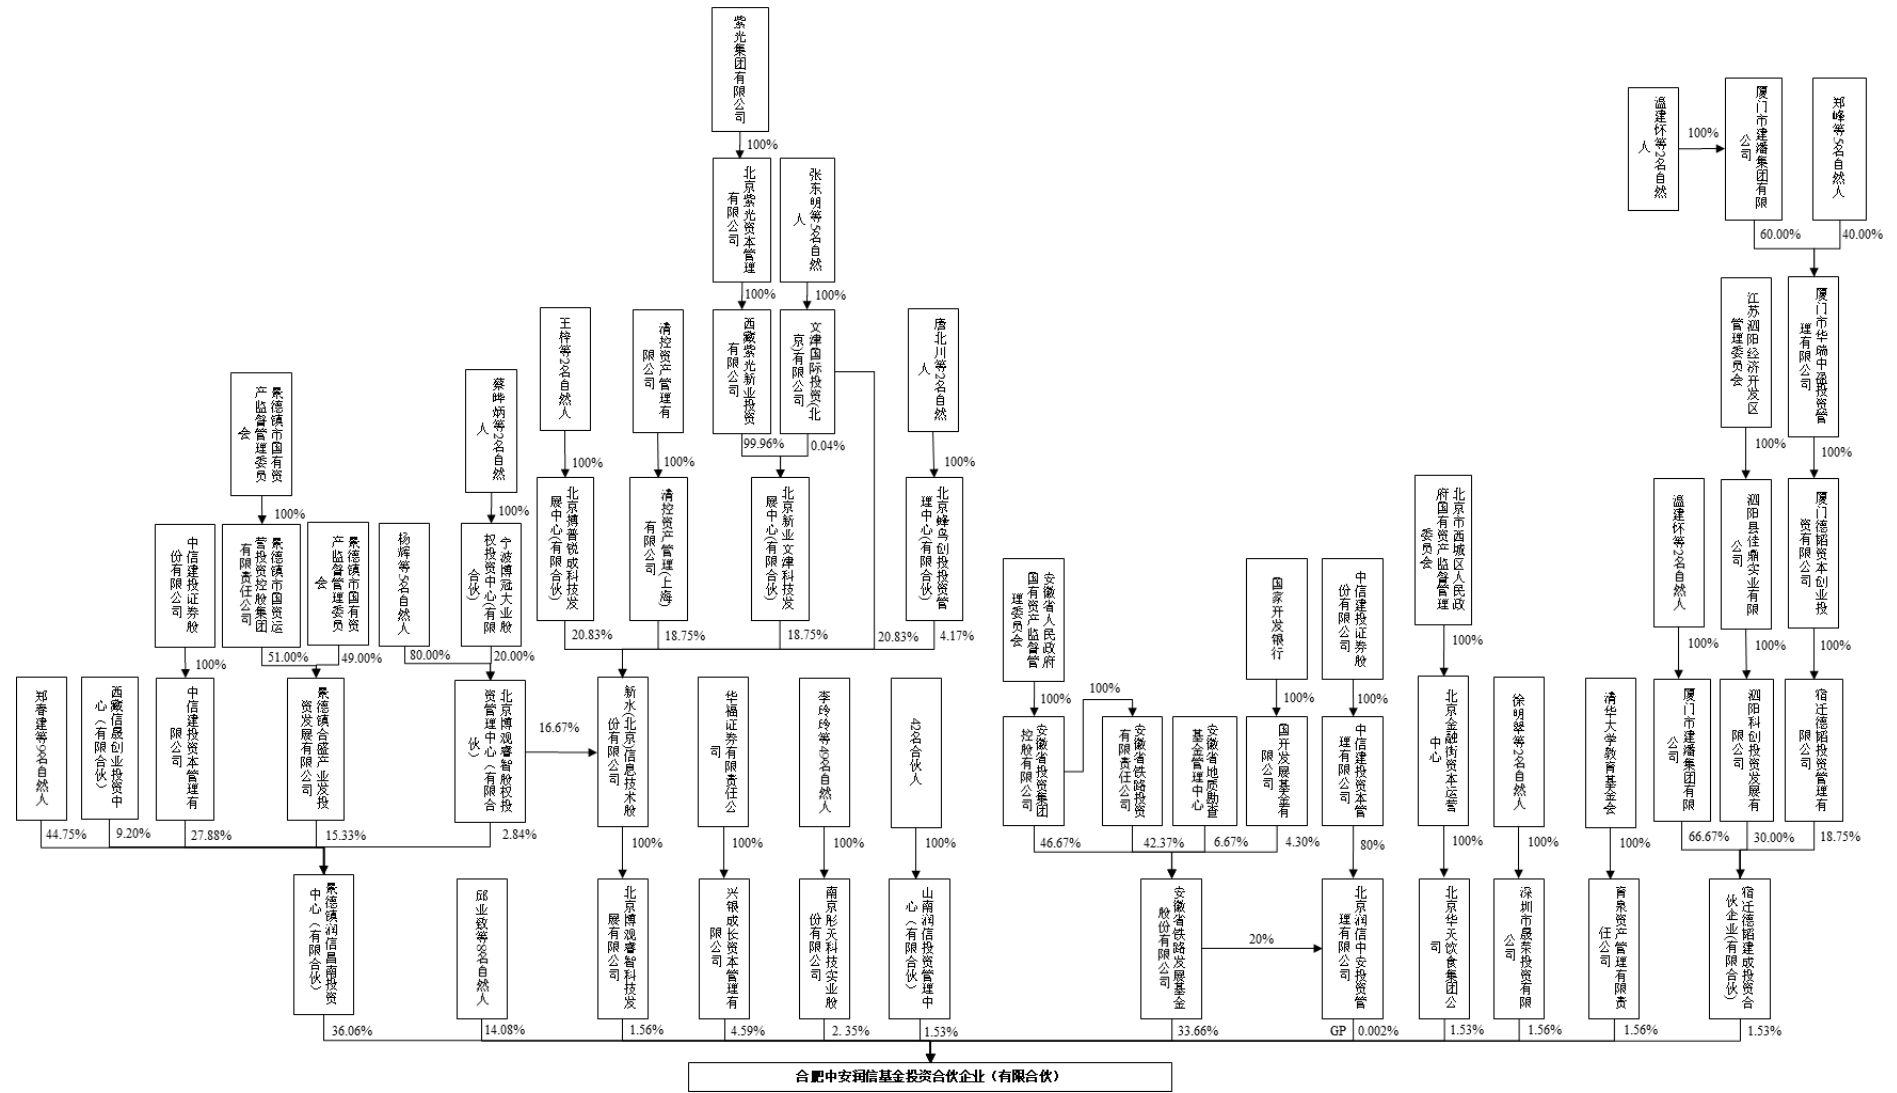 紫光集团有限公司
100%
北京紫光资本管理
有限公司
张东明等5名自然
人
100%
100%
温建怀等2名自然
人
100%
厦门市建潘集团有限
公司
郑峰等5名自然人
60.00%
40.00%
王梓等2名自然人
清控资产管理有
限公司
西藏紫光新业投资
有限公司
文津国际投资(北
京)有限公司
唐北川等2名自然
人
江苏泗阳经济开发区
管理委员会
厦门市华瑞中盈投资管
理有限公司
景德镇市国有资
产监督管理委员
会
蔡晔炳等2名自然
人
99.96%
0.04%
100%
100%
100%
100%
100%
100%
100%
中信建投证券股
份有限公司
景德镇市国资运
营投资控股集团
有限责任公司
景德镇市国有资
产监督管理委员
会
杨辉等5名自然人
宁波博冠大业股
权投资中心(有限
合伙)
北京博普锐成科技发
展中心(有限合伙)
清控资产管理(上海)
有限公司
北京新业文津科技发
展中心(有限合伙)
北京蜂鸟创投投资管
理中心(有限合伙)
安徽省人民政府
国有资产监督管
理委员会
国家开发银行
中信建投证券股
份有限公司
北京市西城区人民政
府国有资产监督管理
委员会
温建怀等2名自然人
泗阳县佳鼎实业有限
公司
厦门德韬资本创业投
资有限公司
100%
51.00%
49.00%
80.00%
20.00%
20.83%
18.75%
18.75%
20.83%
4.17%
100%
100%
100%
100%
100%
100%
100%
100%
郑春建等99名自然人
西藏信晟创业投资中
心（有限合伙）
中信建投资本管理有
限公司
景德镇合盛产业发投
资发展有限公司
北京博观睿智股权投
资管理中心（有限合
伙）
16.67%
新水(北京)信息技术股
份有限公司
华福证券有限责任公
司
李玲玲等49名自然人
42名合伙人
安徽省投资集团
控股有限公司
安徽省铁路投资
有限责任公司
安徽省地质勘查
基金管理中心
国开发展基金有
限公司
中信建投资本管
理有限公司
北京金融街资本运营
中心
徐明翠等2名自然人
清华大学教育基金会
厦门市建潘集团有限
公司
泗阳科创投资发展有
限公司
宿迁德韬投资管理有
限公司
44.75%
9.20%
27.88%
15.33%
2.84%
100%
100%
100%
100%
46.67%
42.37%
6.67%
4.30%
80%
100%
100%
100%
66.67%
30.00%
18.75%
景德镇润信昌南投资
中心（有限合伙）
邱业致等8名自然人
北京博观睿智科技发
展有限公司
兴银成长资本管理有
限公司
南京彤天科技实业股
份有限公司
山南润信投资管理中
心（有限合伙）
安徽省铁路发展基金
股份有限公司
20%
北京润信中安投资管
理有限公司
北京华天饮食集团公
司
深圳市晟荣投资有限
公司
育泉资产管理有限责
任公司
宿迁德韬建成投资合
伙企业(有限合伙)
36.06%
14.08%
1.56%
4.59%
2.35%
1.53%
33.66%
GP
0.002%
1.53%
1.56%
1.56%
1.53%
合肥中安润信基金投资合伙企业（有限合伙）